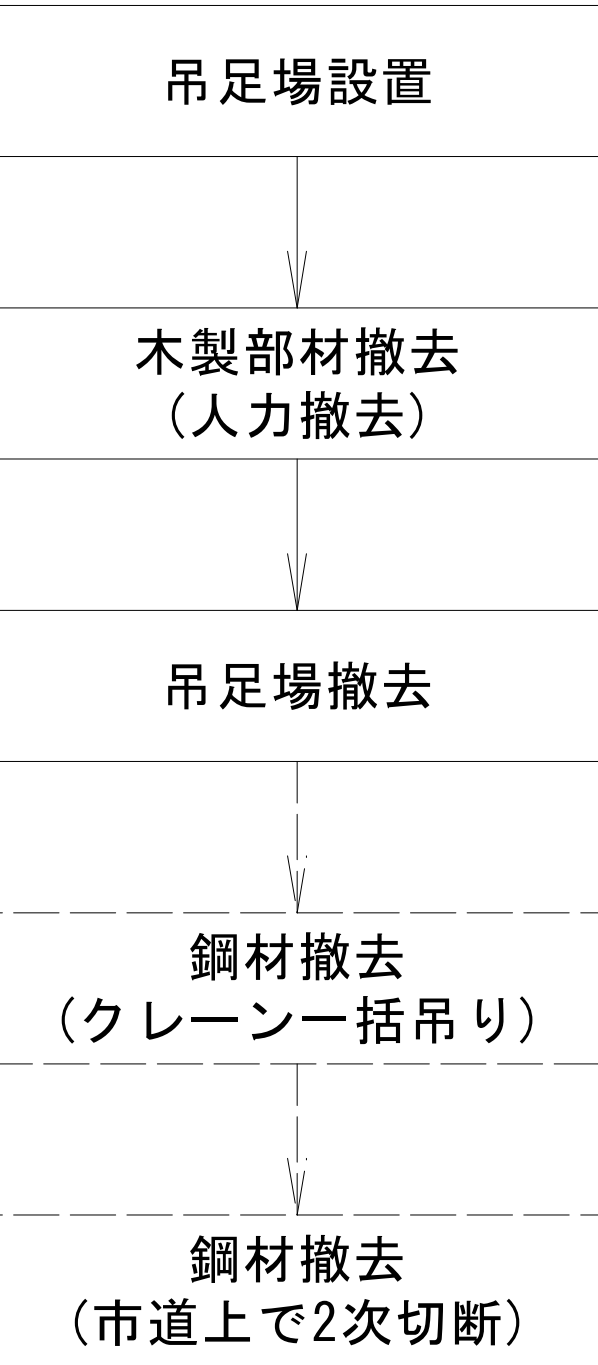 吊足場設置
木製部材撤去
(人力撤去)
吊足場撤去
鋼材撤去
(クレーン一括吊り)
鋼材撤去
(市道上で2次切断)